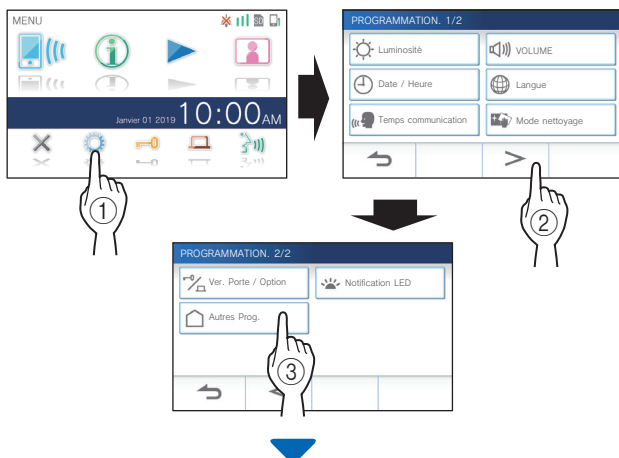 MENU
SD
Janvier 01 2019 10:00AM
①
PROGRAMMATION. 1/2
Luminosité
VOLUME
Date / Heure
Langue
Temps communication
Mode nettoyage
>
②
PROGRAMMATION. 2/2
Ver. Porte / Option
Notification LED
Autres Prog.
③